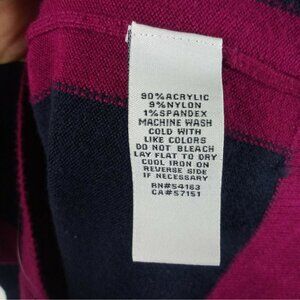 90%ACRYLIC
9%NYLON
1%SPANDEX
MACHINE WASH
COLD WITH
LIKE COLORS
DO NOT BLEACH
LAY FLAT TO DRY
COOL IRON ON
REVERSE SIDE
IF NECESSARY
RN#54163
CA#57151